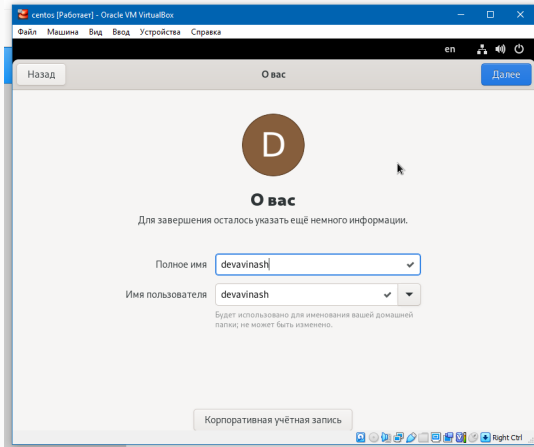 centos [Работает] - Oracle VM VirtualBox
Файл Машина Вид Ввод Устройства Справка
en
Назад О вас Далее
D
О вас
Для завершения осталось указать ещё немного информации.
Полное имя devavinash
Имя пользователя devavinash
Будет использовано для именования вашей домашней
папки; не может быть изменено.
Корпоративная учётная запись
Right Ctrl